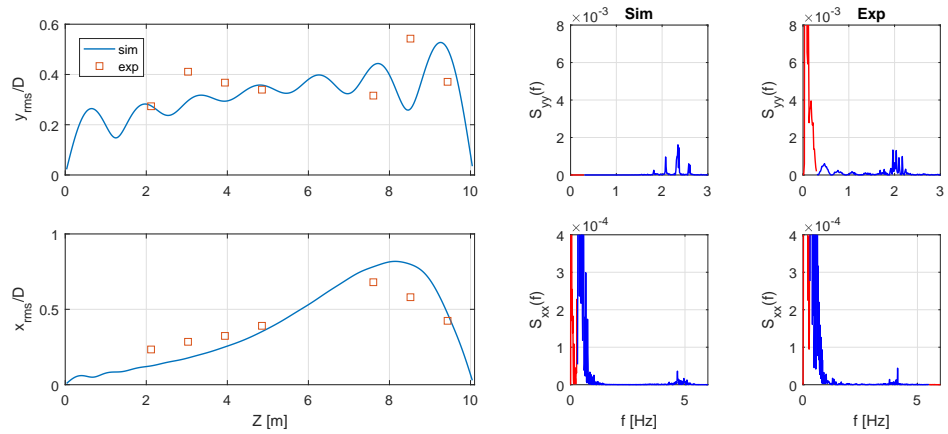 Sim
Exp
sim
exp
y_rms/D
0.6
0.4
0.2
0
0 2 4 6 8 10
S_yy(f)
×10^-3
8
6
4
2
0
0 1 2 3
S_yy(f)
×10^-3
8
6
4
2
0
0 1 2 3
x_rms/D
1
0.5
0
0 2 4 6 8 10
Z [m]
S_xx(f)
×10^-4
4
3
2
1
0
0 5
f [Hz]
S_xx(f)
×10^-4
4
3
2
1
0
0 5
f [Hz]